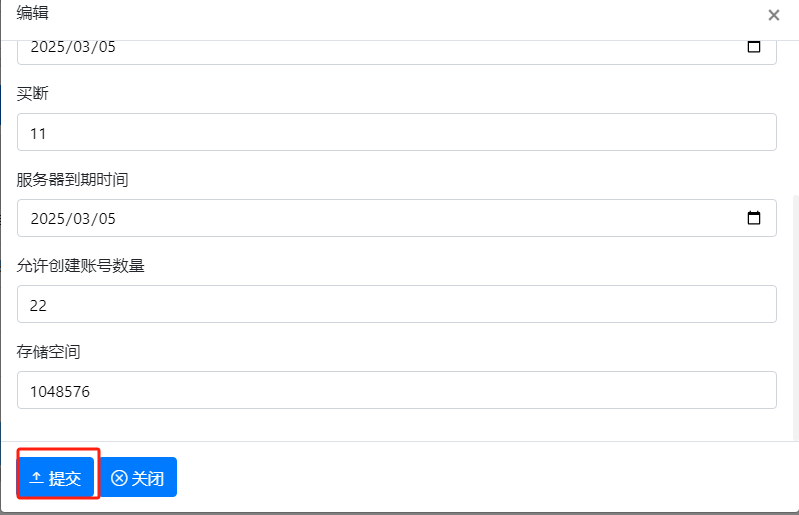 编辑
2025/03/05
买断
11
服务器到期时间
2025/03/05
允许创建账号数量
22
存储空间
1048576
提交 关闭